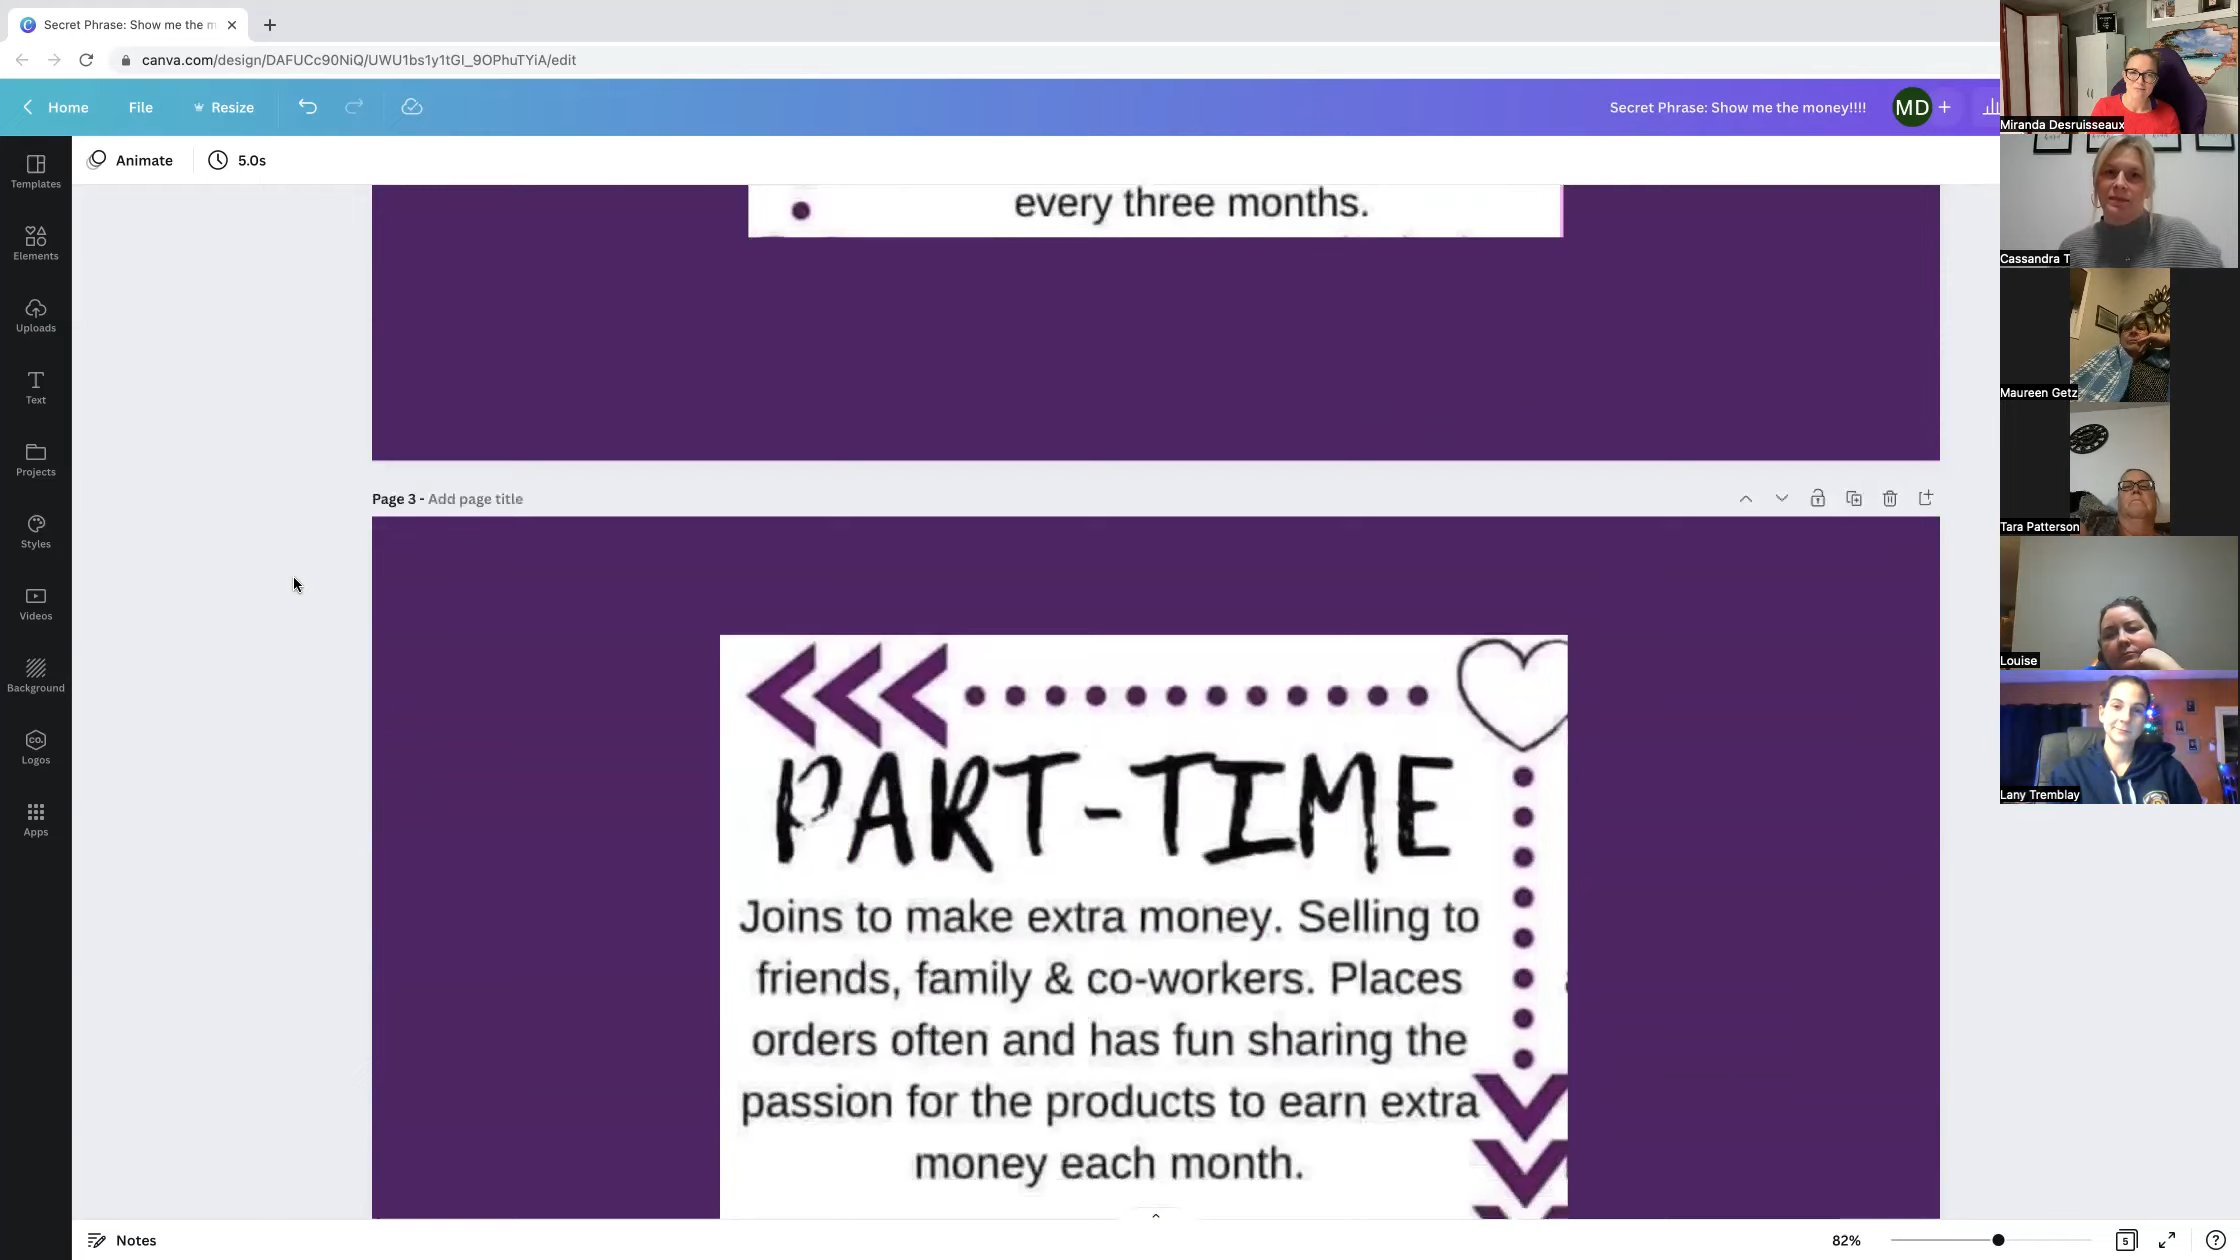 Secret Phrase: Show me the m
canva.com/design/DAFUCc90NiQ/UWU1bs1y1tGI_9OPhuTYiA/edit
Home
File
Resize
Secret Phrase: Show me the money!!!!
MD
Animate
5.0s
Templates
Elements
Uploads
Text
Projects
Styles
Videos
Background
CO.
Logos
Apps
every three months.
Page 3 - Add page title
PART-TIME
Joins to make extra money. Selling to
friends, family & co-workers. Places
orders often and has fun sharing the
passion for the products to earn extra
money each month.
Miranda Desruisseaux
Cassandra T
Maureen Getz
Tara Patterson
Louise
Lany Tremblay
Notes
82%
5